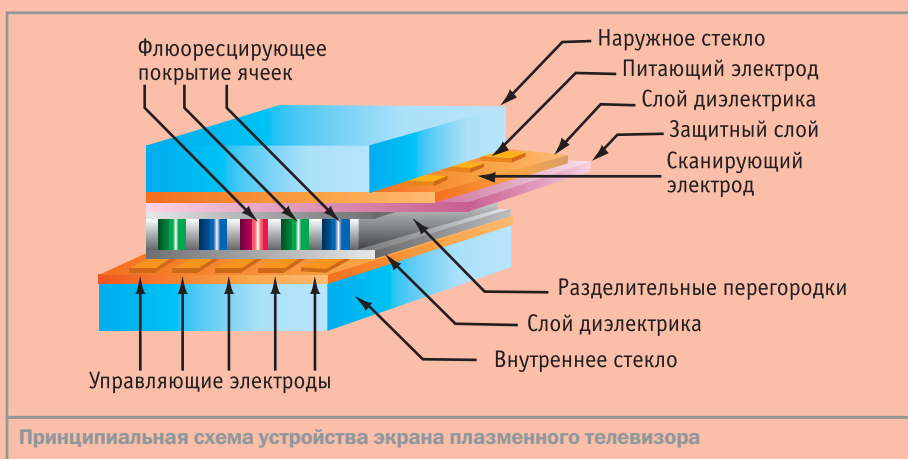 Флюоресцирующее
покрытие ячеек
Наружное стекло
Питающий электрод
Слой диэлектрика
Защитный слой
Сканирующий
электрод
Разделительные перегородки
Слой диэлектрика
Внутреннее стекло
Управляющие электроды
Принципиальная схема устройства экрана плазменного телевизора